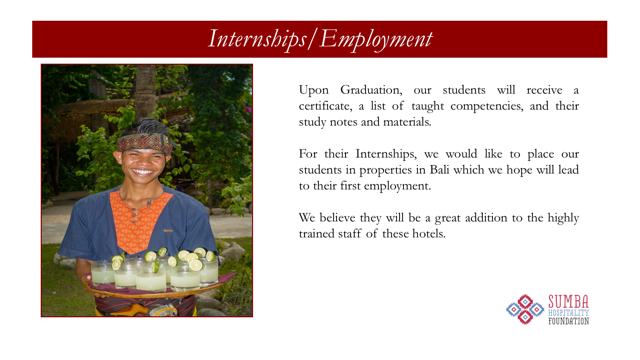 Internships/Employment
Upon Graduation, our students will receive a
certificate, a list of taught competencies, and their
study notes and materials.
For their Internships, we would like to place our
students in properties in Bali which we hope will lead
to their first employment.
We believe they will be a great addition to the highly
trained staff of these hotels.
SUMBA
HOSPITALITY
FOUNDATION